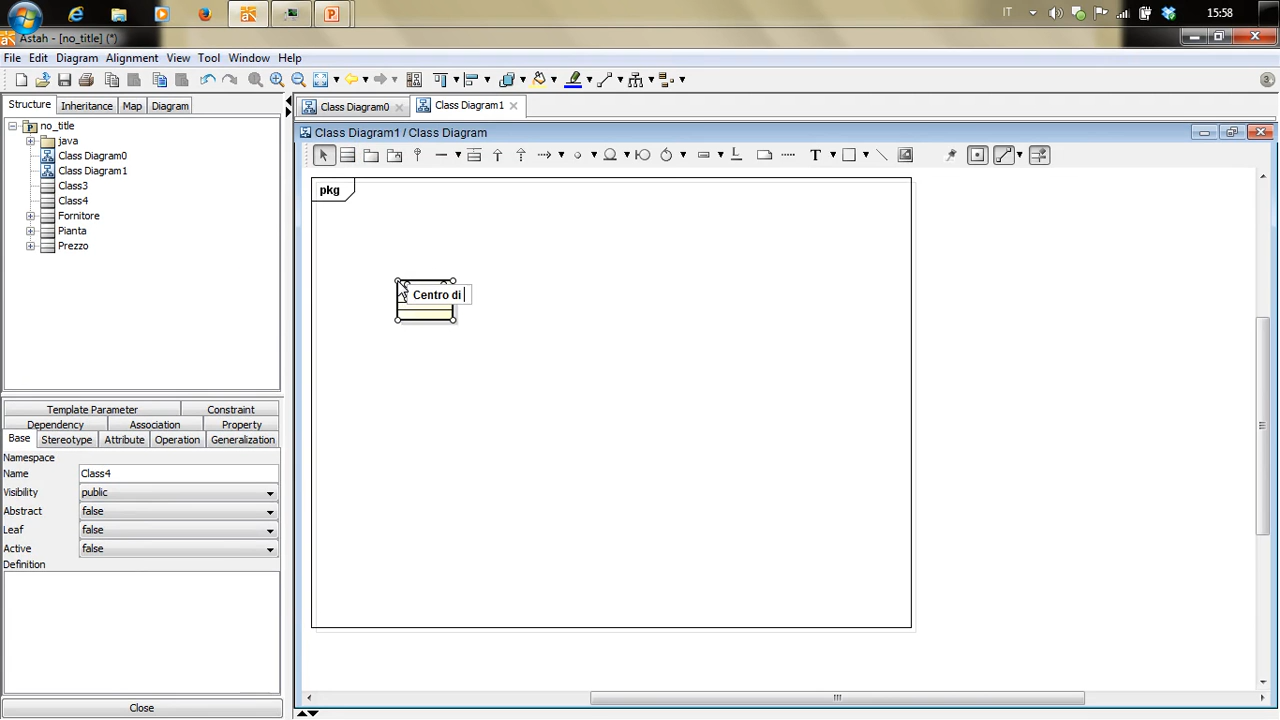 IT 15:58
Astah - [no_title] (*)
File Edit Diagram Alignment View Tool Window Help
Structure Inheritance Map Diagram
Class Diagram0 Class Diagram1
no_title
java
Class Diagram0
Class Diagram1
Class3
Class4
Fornitore
Pianta
Prezzo
Class Diagram1 / Class Diagram
pkg
Centro di
Template Parameter Constraint
Dependency Association Property
Base Stereotype Attribute Operation Generalization
Namespace
Name Class4
Visibility public
Abstract false
Leaf false
Active false
Definition
Close